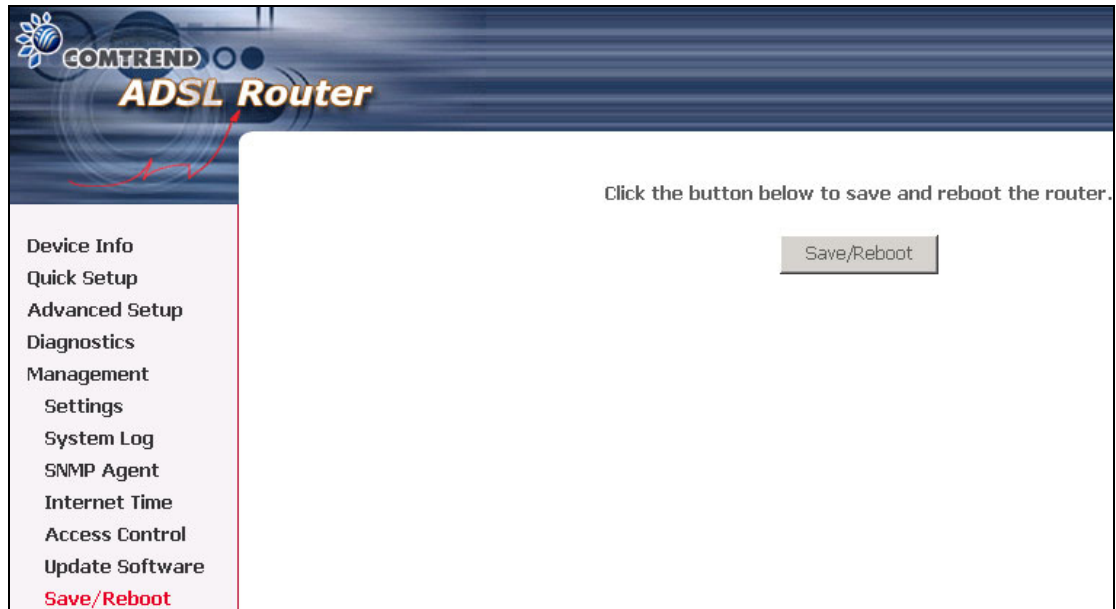 COMTREND
ADSL Router
Click the button below to save and reboot the router.
Save/Reboot
Device Info
Quick Setup
Advanced Setup
Diagnostics
Management
Settings
System Log
SNMP Agent
Internet Time
Access Control
Update Software
Save/Reboot